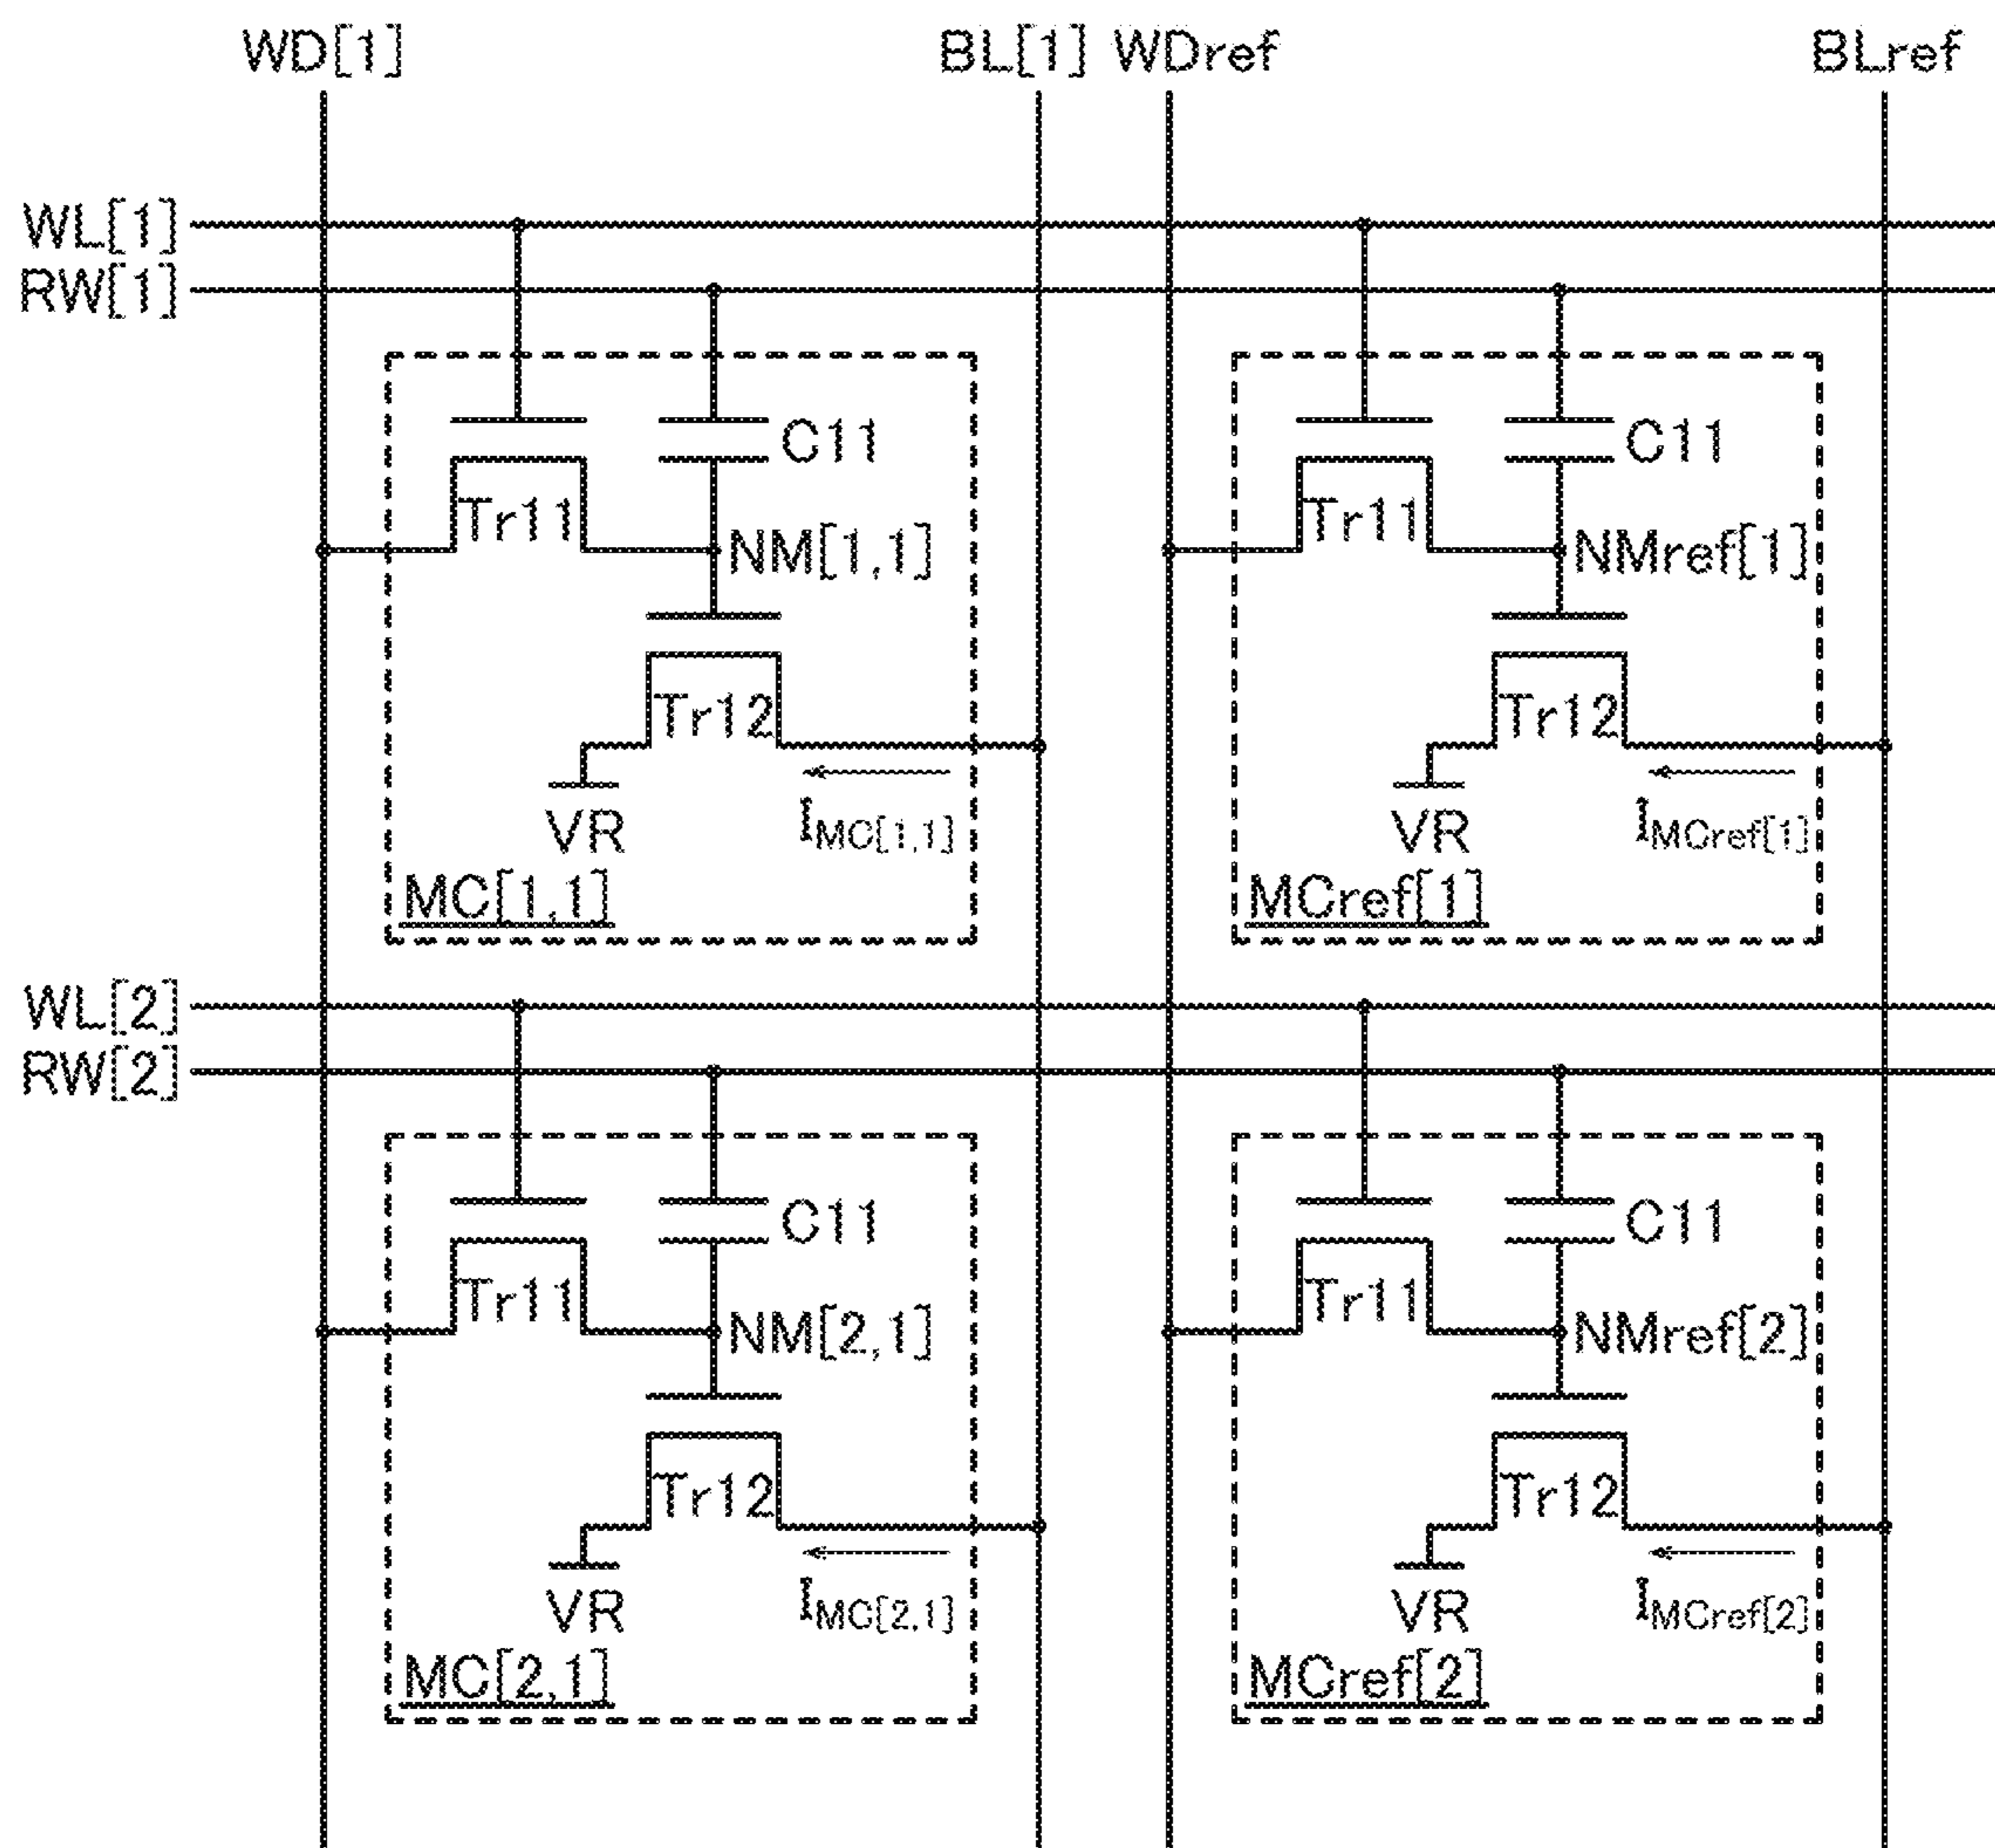 WD[1] BL[1] WDref BLref
WL[1]
RW[1]
C11 C11
Tr11 NM[1,1] Tr11 NMref[1]
Tr12 Tr12
VR IMC[1,1] VR IMCref[1]
MC[1,1] MCref[1]
WL[2]
RW[2]
C11 C11
Tr11 NM[2,1] Tr11 NMref[2]
Tr12 Tr12
VR IMC[2,1] VR IMCref[2]
MC[2,1] MCref[2]